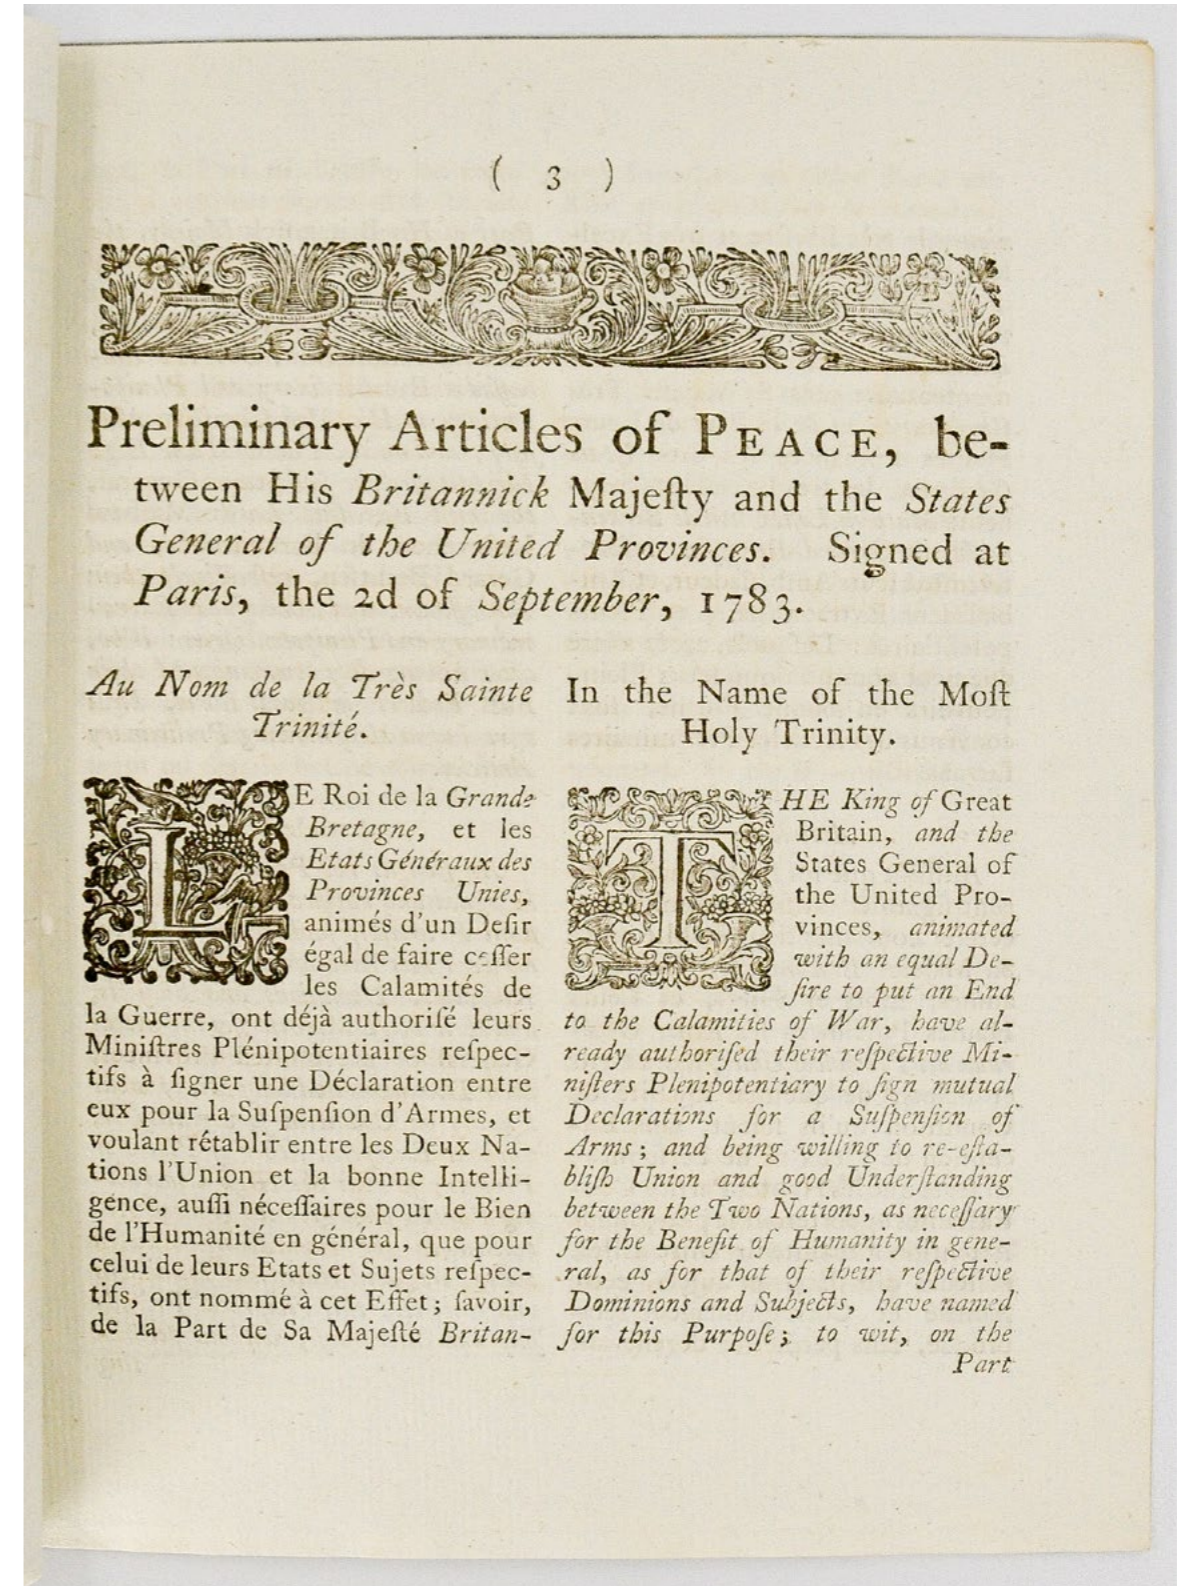 ( 3 )
Preliminary Articles of PEACE, be-
tween His Britannick Majeſty and the States
General of the United Provinces. Signed at
Paris, the 2d of September, 1783.
Au Nom de la Très Sainte
Trinité.
LE Roi de la Grande
Bretagne, et les
Etats Généraux des
Provinces Unies,
animés d'un Deſir
égal de faire ceſſer
les Calamités de
la Guerre, ont déjà authoriſé leurs
Miniſtres Plénipotentiaires reſpec-
tifs à ſigner une Déclaration entre
eux pour la Suſpenſion d'Armes, et
voulant rétablir entre les Deux Na-
tions l'Union et la bonne Intelli-
gence, auſſi néceſſaires pour le Bien
de l'Humanité en général, que pour
celui de leurs Etats et Sujets reſpec-
tifs, ont nommé à cet Effet; ſavoir,
de la Part de Sa Majeſté Britan-
In the Name of the Moſt
Holy Trinity.
THE King of Great
Britain, and the
States General of
the United Pro-
vinces, animated
with an equal De-
ſire to put an End
to the Calamities of War, have al-
ready authoriſed their reſpective Mi-
niſters Plenipotentiary to ſign mutual
Declarations for a Suſpenſion of
Arms; and being willing to re-eſta-
bliſh Union and good Underſtanding
between the Two Nations, as neceſſary
for the Benefit of Humanity in gene-
ral, as for that of their reſpective
Dominions and Subjects, have named
for this Purpoſe; to wit, on the
Part